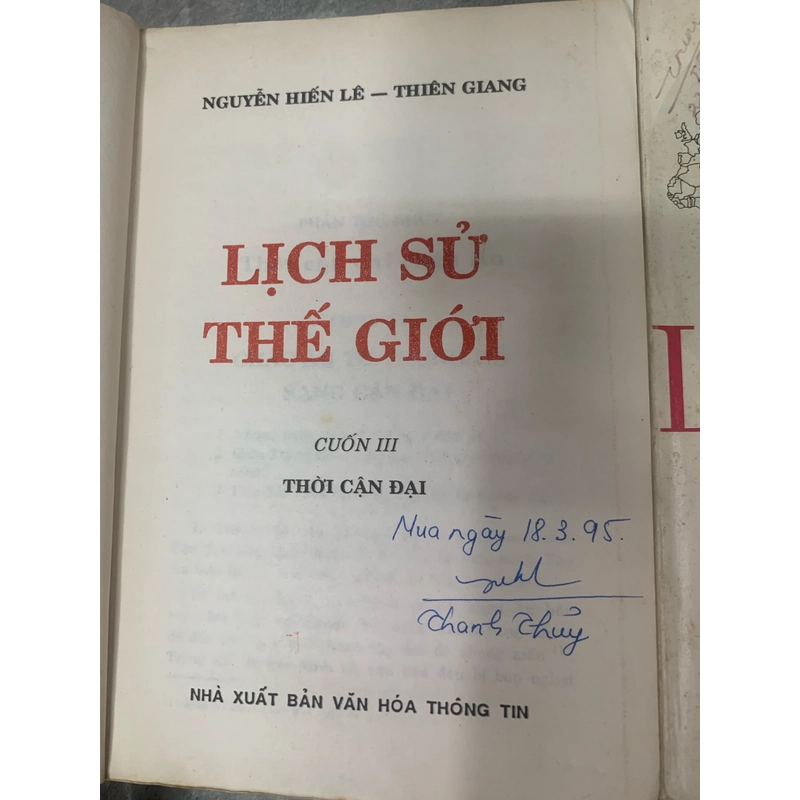 NGUYỄN HIẾN LÊ — THIÊN GIANG
LỊCH SỬ
THẾ GIỚI
CUỐN III
THỜI CẬN ĐẠI
Mua ngày 18.3.95.
Thanh Thủy
NHÀ XUẤT BẢN VĂN HÓA THÔNG TIN
L